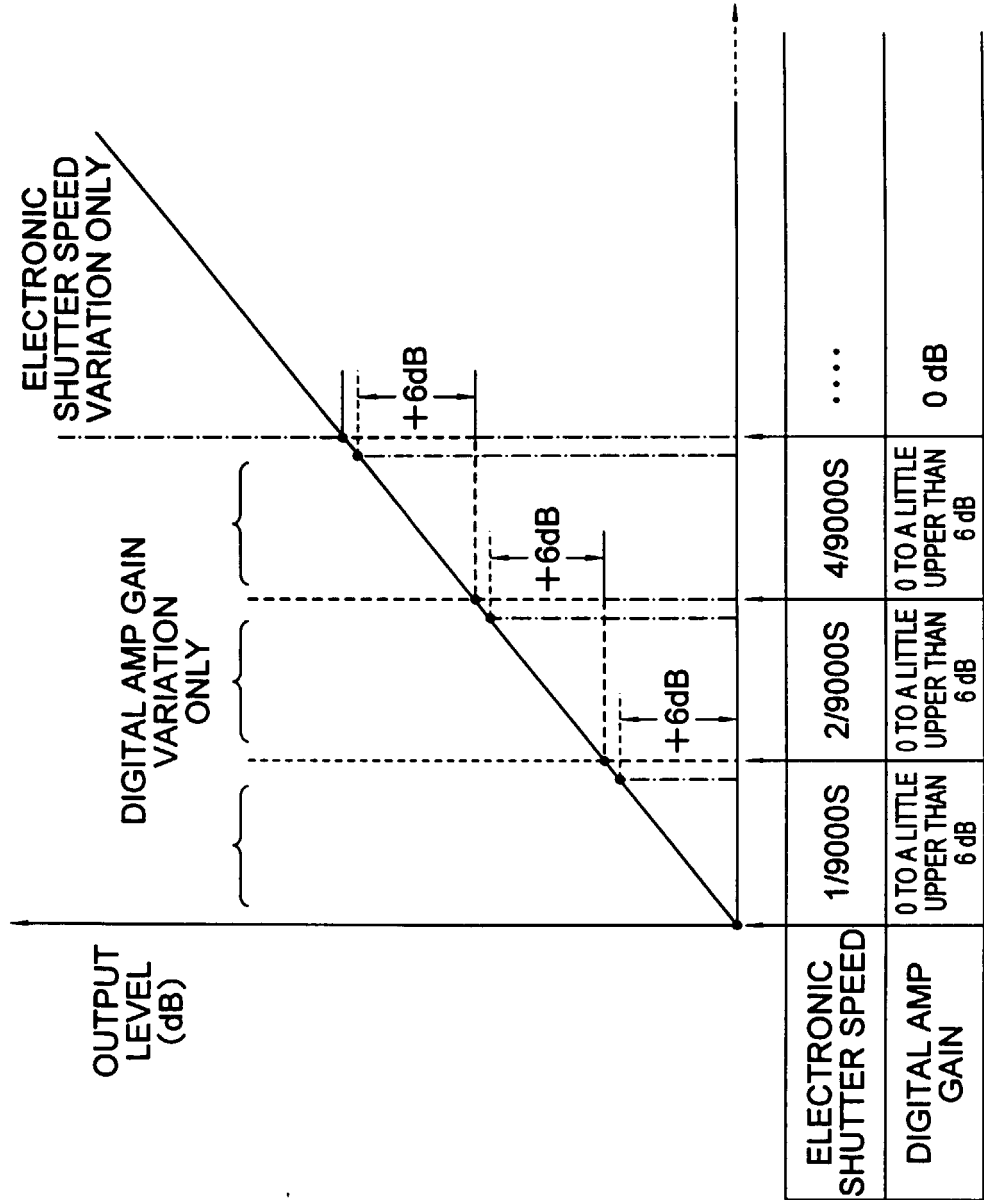 OUTPUT
LEVEL
(dB)
DIGITAL AMP GAIN
VARIATION
ONLY
ELECTRONIC
SHUTTER SPEED
VARIATION ONLY
+6dB
+6dB
+6dB
ELECTRONIC
SHUTTER SPEED
1/9000S
2/9000S
4/9000S
....
DIGITAL AMP
GAIN
0 TO A LITTLE
UPPER THAN
6 dB
0 TO A LITTLE
UPPER THAN
6 dB
0 TO A LITTLE
UPPER THAN
6 dB
0 dB